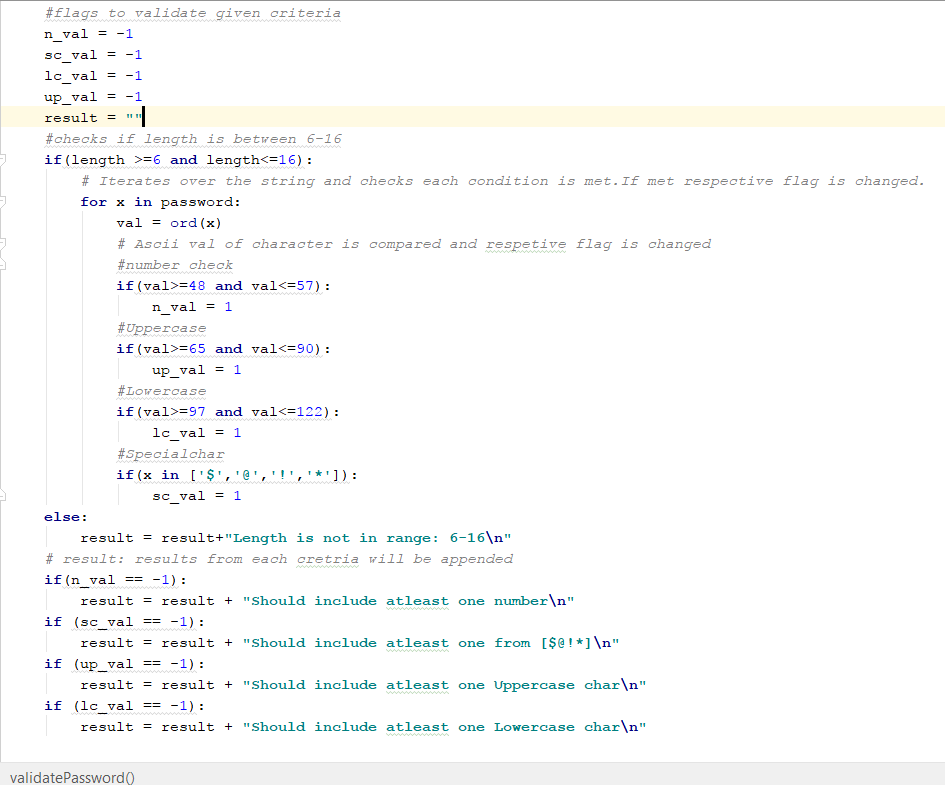 #flags to validate given criteria
n_val = -1
sc_val = -1
lc_val = -1
up_val = -1
result = ""
#checks if length is between 6-16
if(length >=6 and length<=16):
# Iterates over the string and checks each condition is met.If met respective flag is changed.
for x in password:
val = ord(x)
# Ascii val of character is compared and respetive flag is changed
#number check
if(val>=48 and val<=57):
n_val = 1
#Uppercase
if(val>=65 and val<=90):
up_val = 1
#Lowercase
if(val>=97 and val<=122):
lc_val = 1
#Specialchar
if(x in ['$','@','!','*']):
sc_val = 1
else:
result = result+"Length is not in range: 6-16\n"
# result: results from each cretria will be appended
if(n_val == -1):
result = result + "Should include atleast one number\n"
if (sc_val == -1):
result = result + "Should include atleast one from [$@!*]\n"
if (up_val == -1):
result = result + "Should include atleast one Uppercase char\n"
if (lc_val == -1):
result = result + "Should include atleast one Lowercase char\n"
validatePassword()